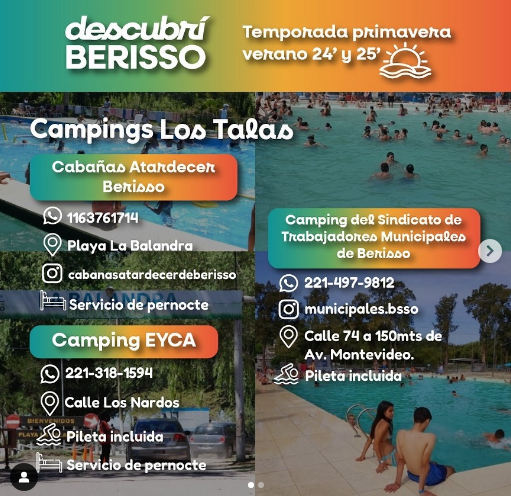 descubrí
BERISSO
Temporada primavera
verano 24' y 25'
Campings Los Talas
Cabañas Atardecer
Berisso
1163761714
Playa La Balandra
cabanasatardecerdeberisso
Servicio de pernocte
Camping EYCA
221-318-1594
Calle Los Nardos
Pileta incluida
Servicio de pernocte
Camping del Sindicato de
Trabajadores Municipales
de Berisso
221-497-9812
municipales.bsso
Calle 74 a 150mts de
Av. Montevideo.
Pileta incluida
BIENVENIDOS